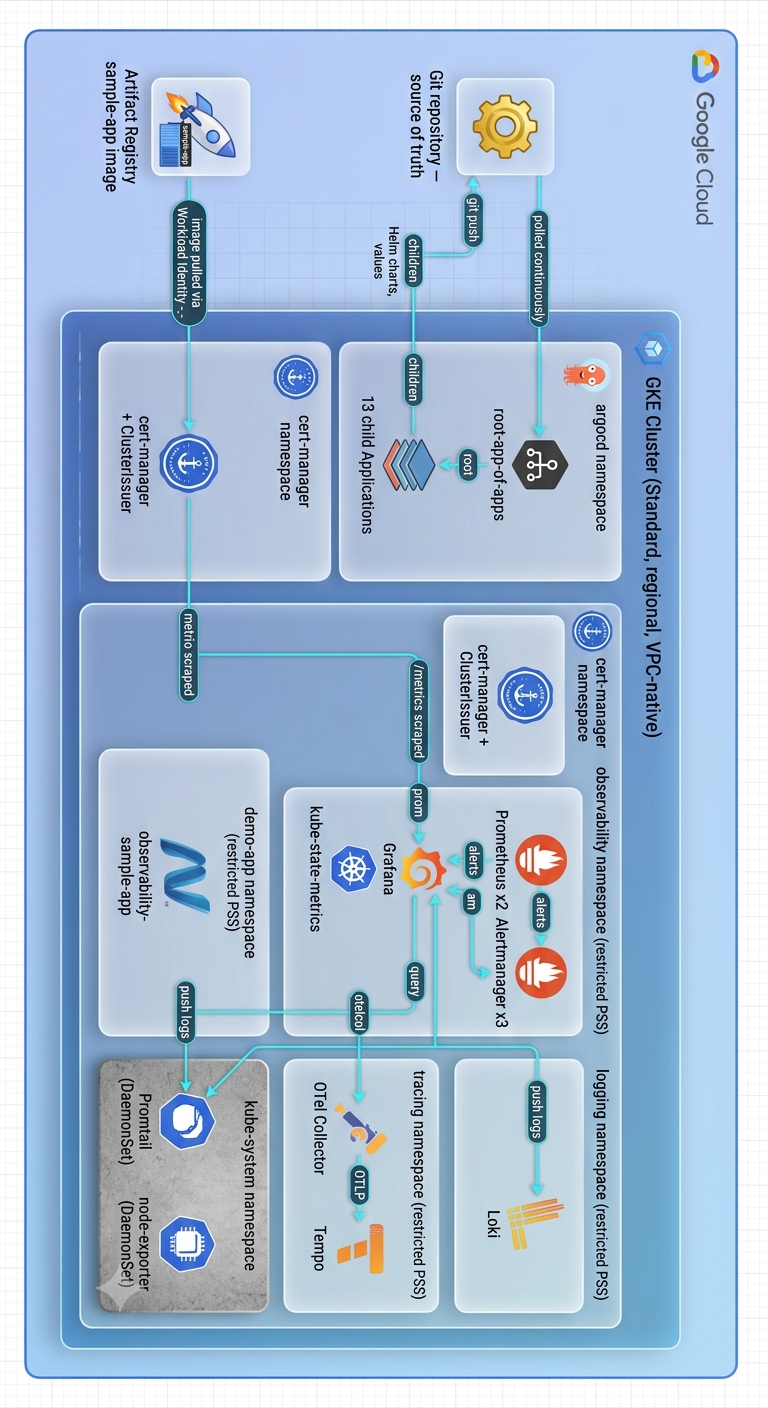 Google Cloud
GKE Cluster (Standard, regional, VPC-native)
Git repository —
source of truth
polled continuously
git push
children
Helm charts,
values
children
argocd namespace
root-app-of-apps
root
13 child Applications
Artifact Registry
sample-app image
image pulled via
Workload Identity --
cert-manager
namespace
cert-manager
+ ClusterIssuer
metrio scraped
/metrics scraped
prom
cert-manager
namespace
cert-manager +
ClusterIssuer
observability namespace (restricted PSS)
Prometheus x2
Alertmanager x3
alerts
alerts
am
Grafana
kube-state-metrics
query
otelcol
demo-app namespace
(restricted PSS)
observability-
sample-app
push logs
logging namespace (restricted PSS)
push logs
Loki
tracing namespace (restricted PSS)
OTel Collector
OTLP
Tempo
kube-system namespace
Promtail
(DaemonSet)
node-exporter
(DaemonSet)